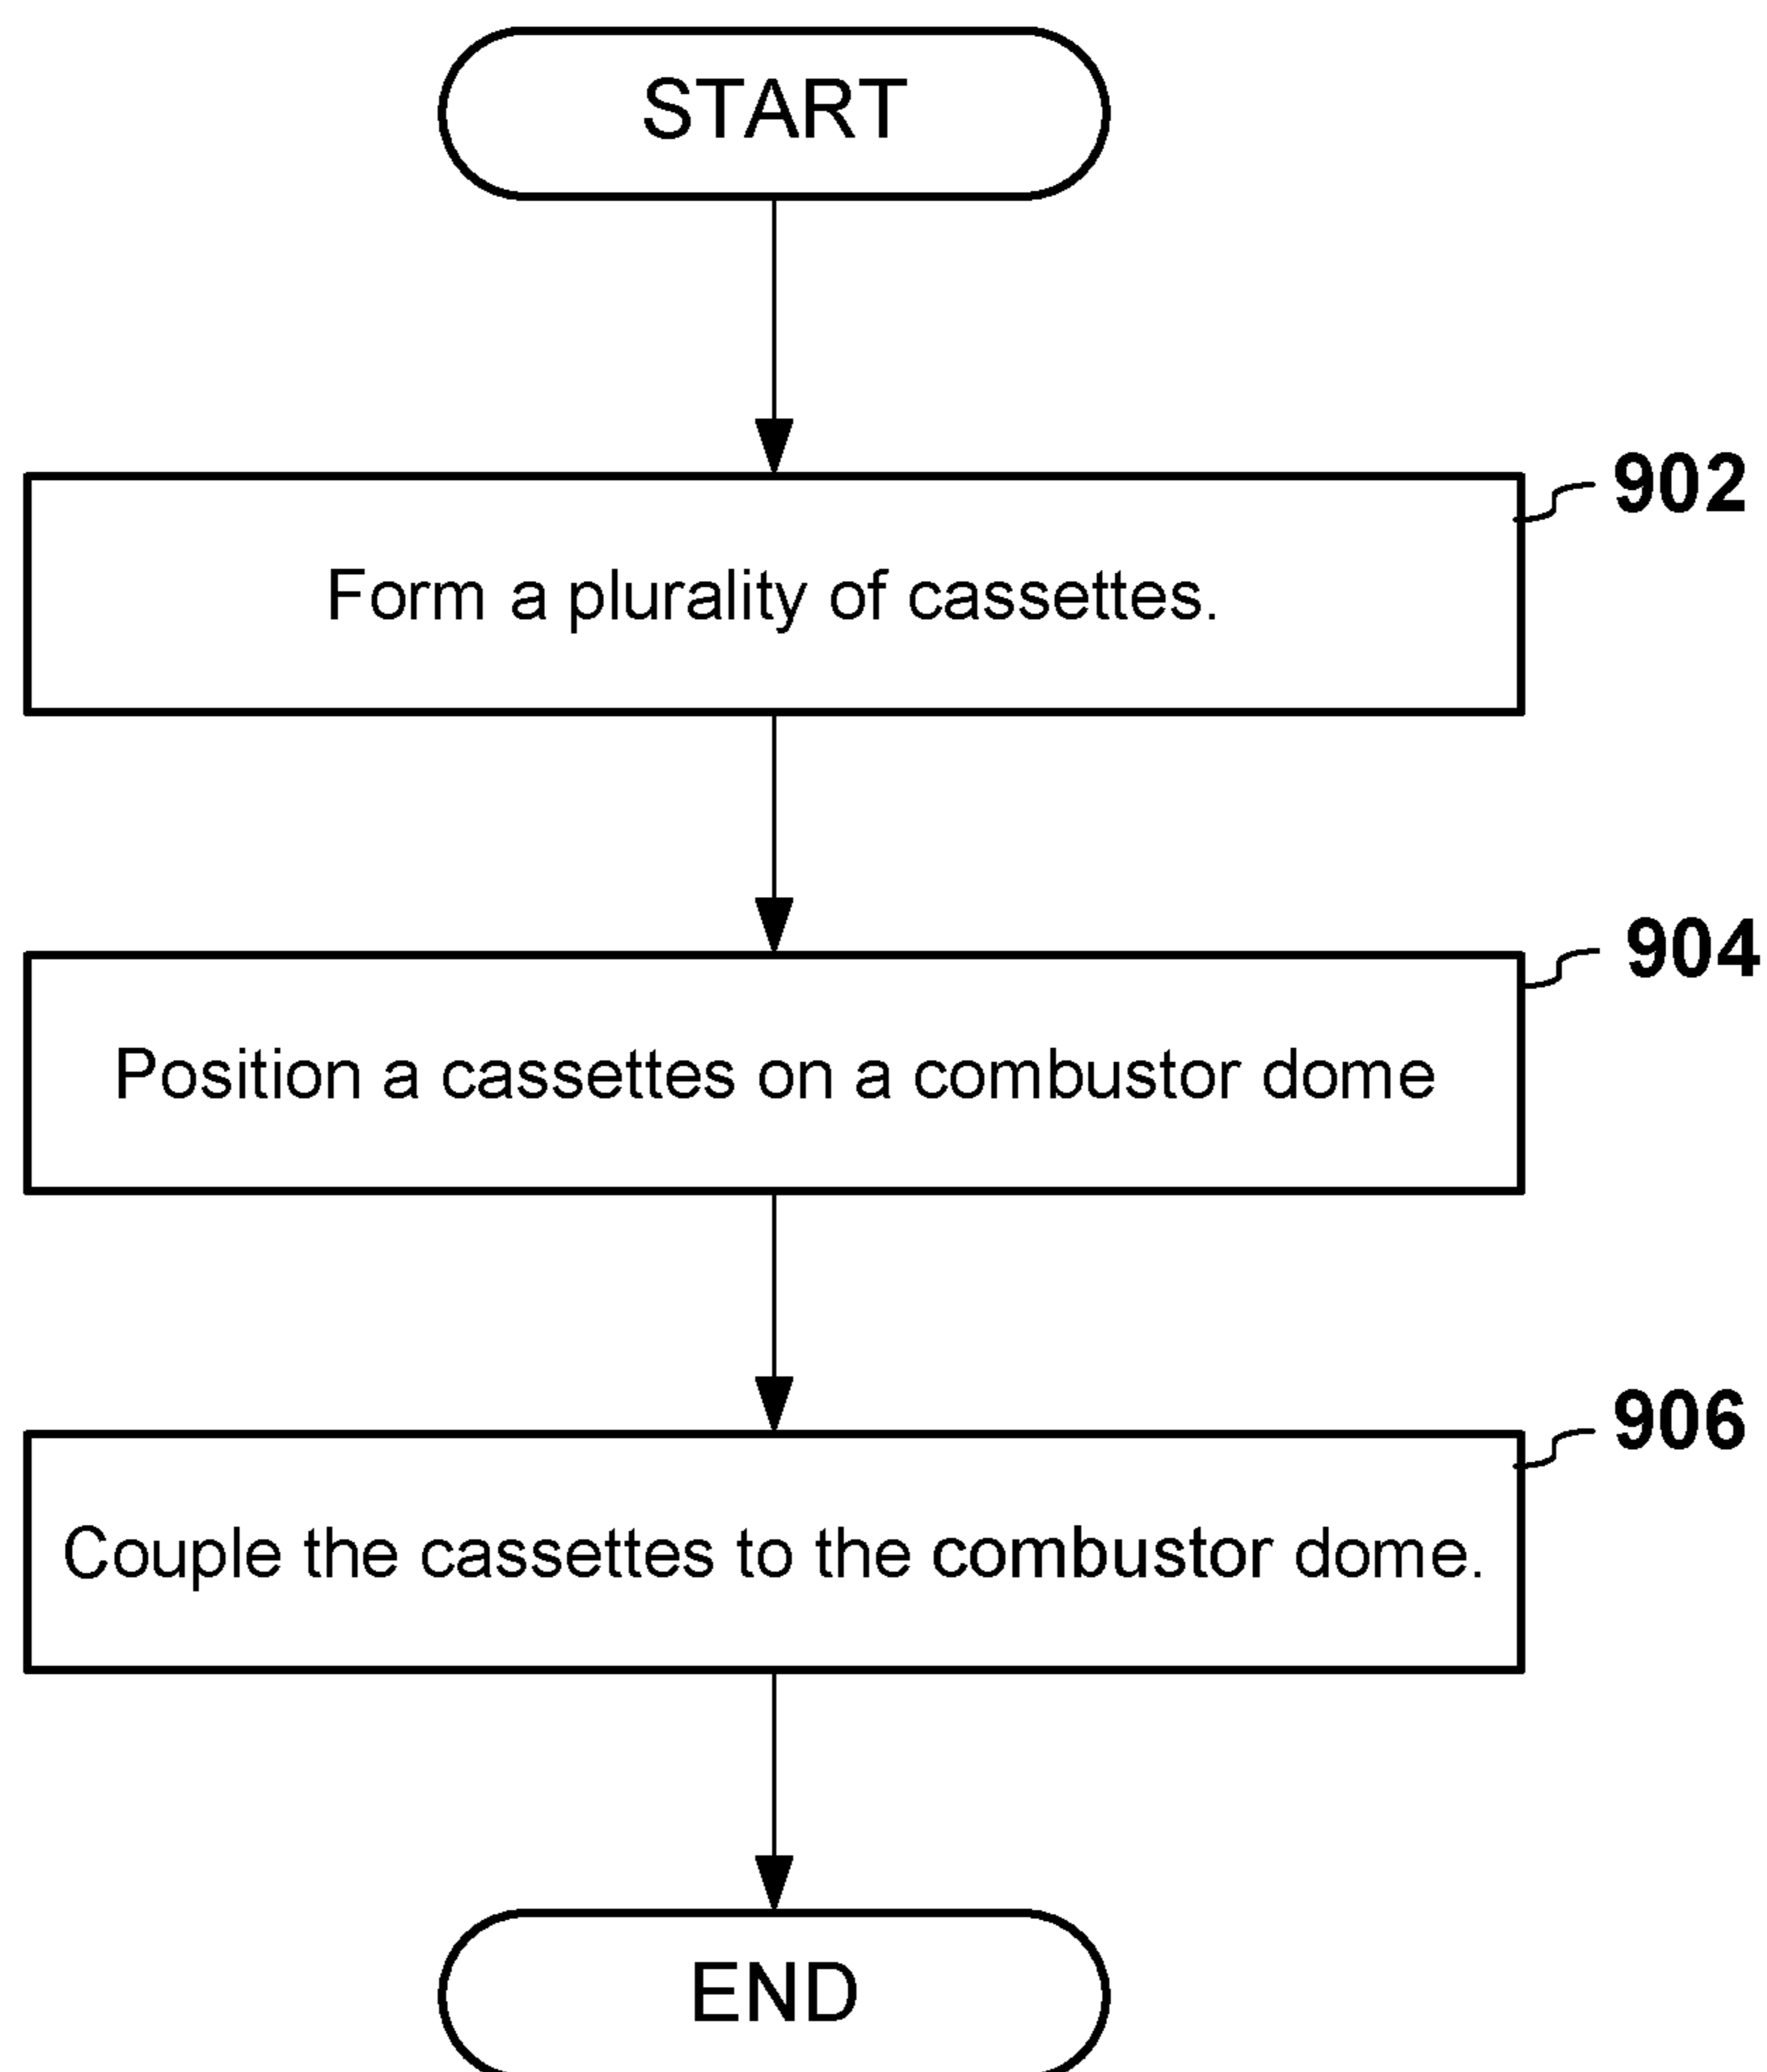 START
902
Form a plurality of cassettes.
904
Position a cassettes on a combustor dome
906
Couple the cassettes to the combustor dome.
END